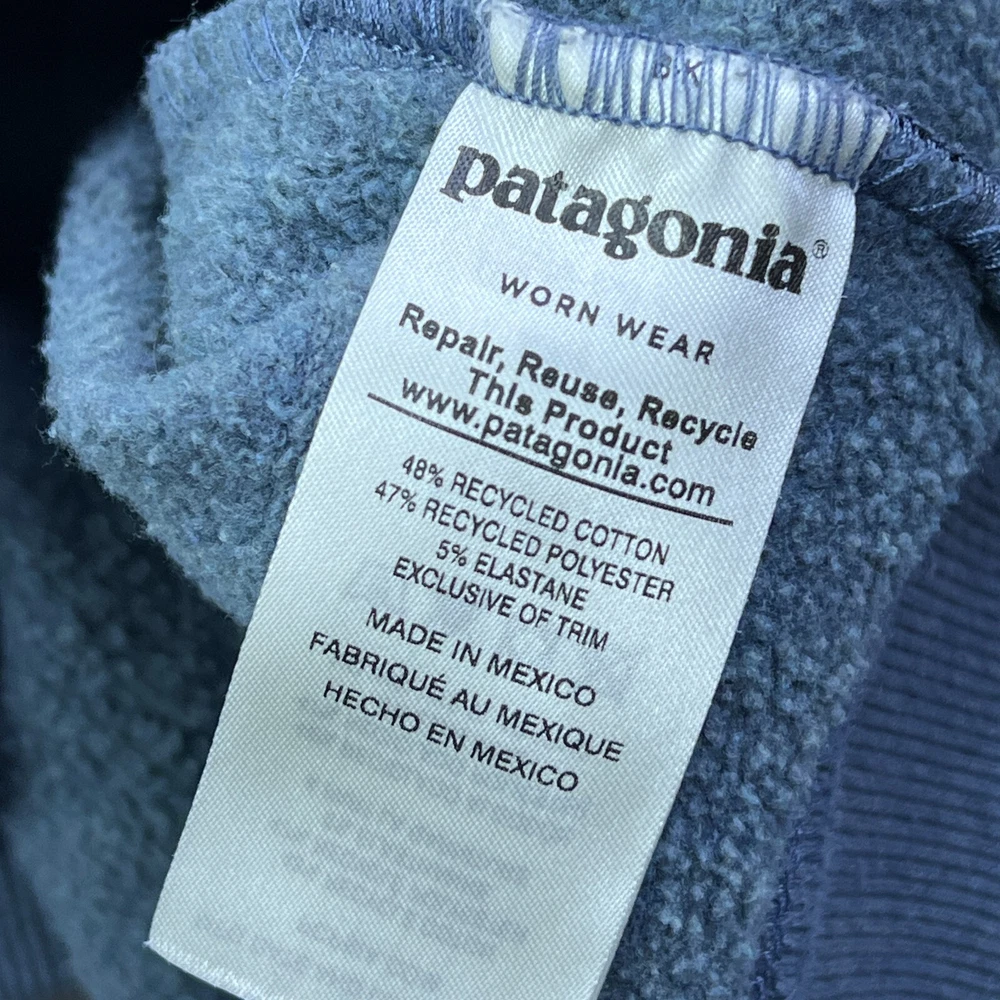 B·K
patagonia®
WORN WEAR
Repair, Reuse, Recycle
This Product
www.patagonia.com
48% RECYCLED COTTON
47% RECYCLED POLYESTER
5% ELASTANE
EXCLUSIVE OF TRIM
MADE IN MEXICO
FABRIQUÉ AU MEXIQUE
HECHO EN MEXICO